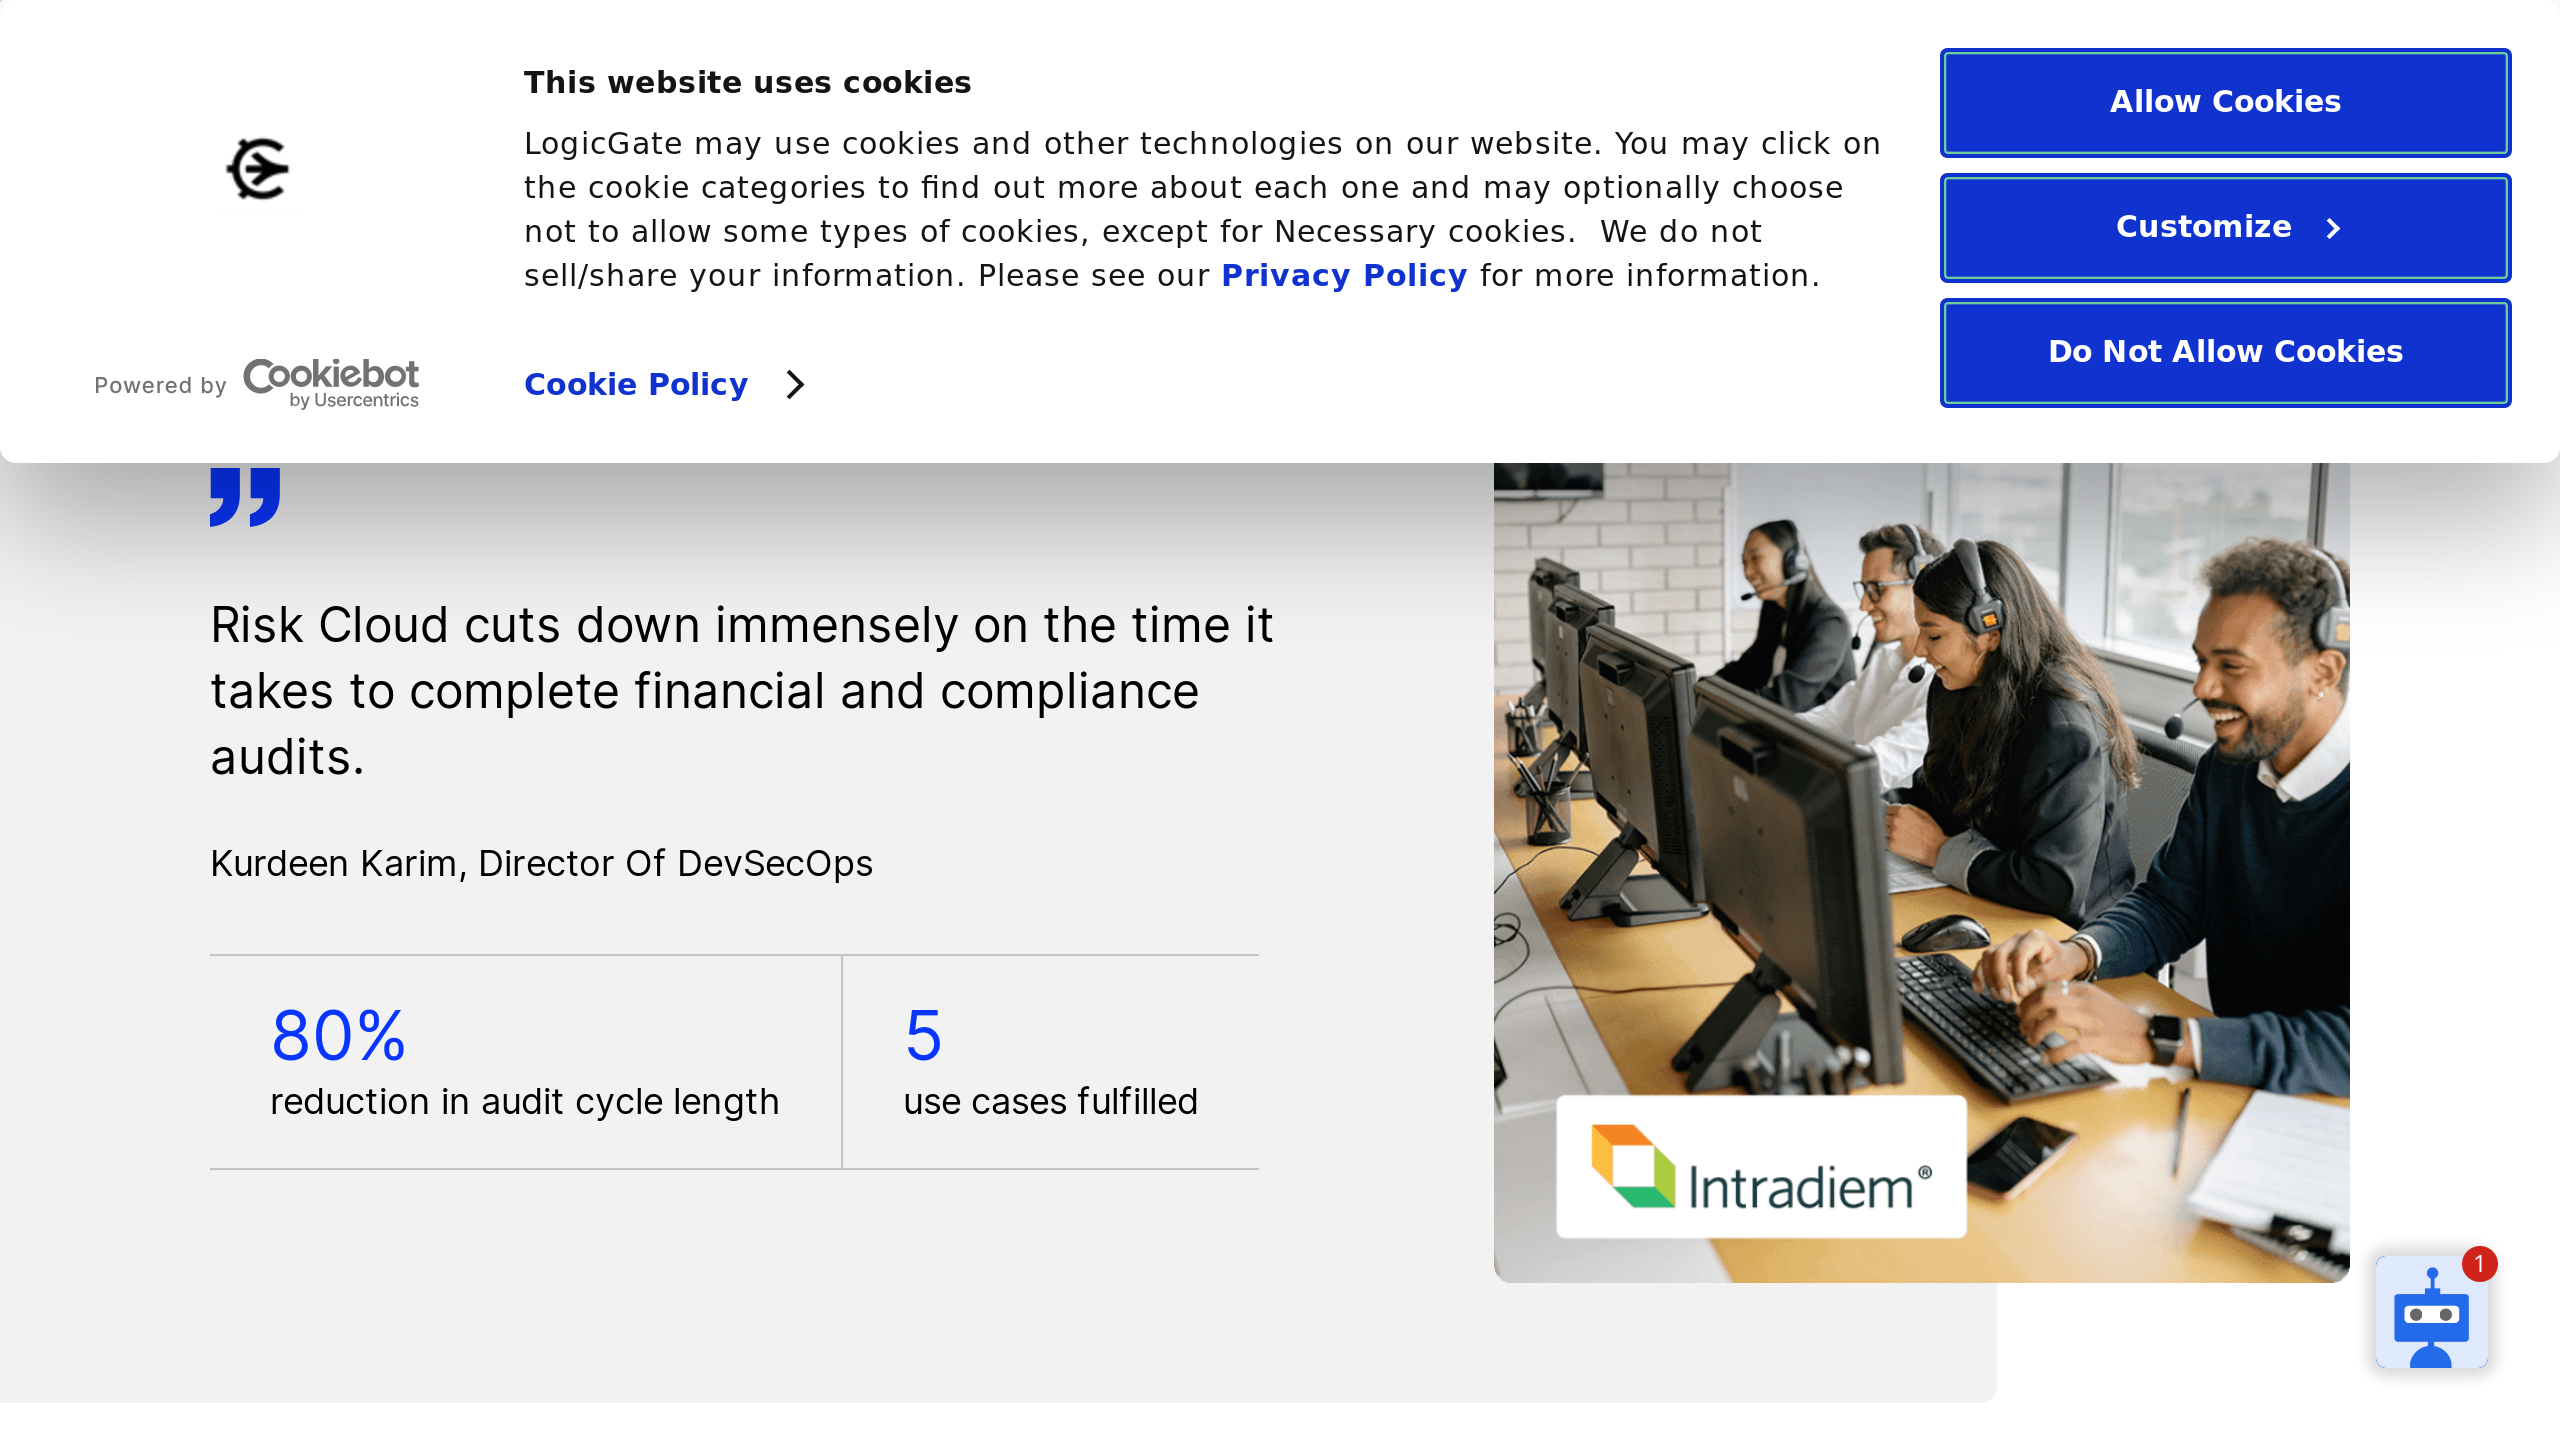 This website uses cookies
LogicGate may use cookies and other technologies on our website. You may click on
the cookie categories to find out more about each one and may optionally choose
not to allow some types of cookies, except for Necessary cookies.  We do not
sell/share your information. Please see our Privacy Policy for more information.
Powered by Cookiebot
by Usercentrics
Cookie Policy
Allow Cookies
Customize
Do Not Allow Cookies
”
Risk Cloud cuts down immensely on the time it
takes to complete financial and compliance
audits.
Kurdeen Karim, Director Of DevSecOps
80%
reduction in audit cycle length
5
use cases fulfilled
Intradiem®
1